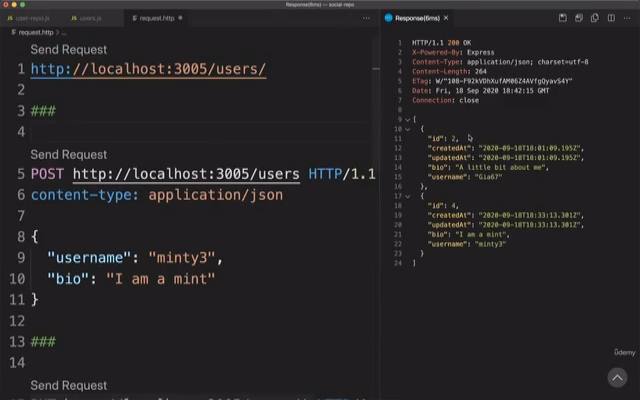 Response(6ms) — social-repo
user-repo.js
users.js
request.http
request.http > ...
Send Request
1 http://localhost:3005/users/
2
3 ###
4
Send Request
5 POST http://localhost:3005/users HTTP/1.1
6 content-type: application/json
7
8 {
9 "username": "minty3",
10 "bio": "I am a mint"
11 }
12
13 ###
14
Send Request
Response(6ms)
1 HTTP/1.1 200 OK
2 X-Powered-By: Express
3 Content-Type: application/json; charset=utf-8
4 Content-Length: 264
5 ETag:
6 Date: Fri, 18 Sep 2020 18:42:15 GMT
7 Connection: close
8
9 [
10 {
11 "id": 2,
12 "createdAt": "2020-09-18T18:01:09.195Z",
13 "updatedAt": "2020-09-18T18:01:09.195Z",
14 "bio": "A little bit about me",
15 "username": "Gia67"
16 },
17 {
18 "id": 4,
19 "createdAt": "2020-09-18T18:33:13.301Z",
20 "updatedAt": "2020-09-18T18:33:13.301Z",
21 "bio": "I am a mint",
22 "username": "minty3"
23 }
24 ]
ûdemy